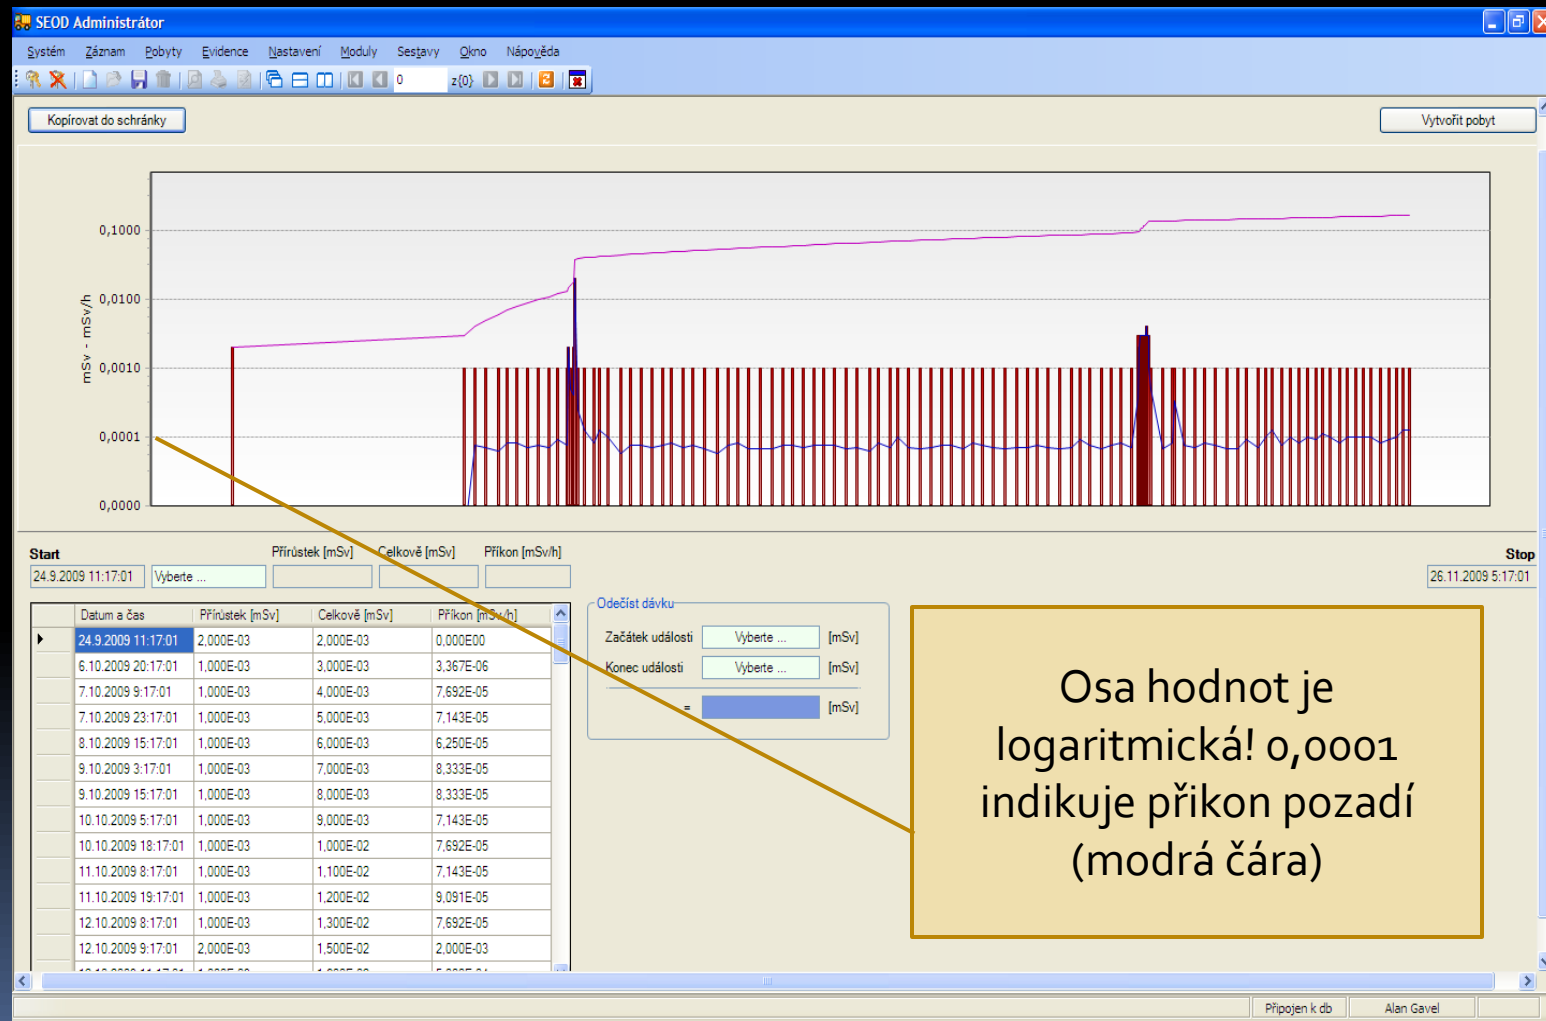 SEOD Administrátor
Systém Záznam Pobyty Evidence Nastavení Moduly Sestavy Okno Nápověda
0 z{0}
Kopírovat do schránky Vytvořit pobyt
0,1000
0,0100
0,0010
0,0001
0,0000
mSv - mSv/h
Start Přírůstek [mSv] Celkově [mSv] Příkon [mSv/h] Stop
24.9.2009 11:17:01 Vyberte ... 26.11.2009 5:17:01
Datum a čas Přírůstek [mSv] Celkově [mSv] Příkon [mSv/h]
24.9.2009 11:17:01 2,000E-03 2,000E-03 0,000E00
6.10.2009 20:17:01 1,000E-03 3,000E-03 3,367E-06
7.10.2009 9:17:01 1,000E-03 4,000E-03 7,692E-05
7.10.2009 23:17:01 1,000E-03 5,000E-03 7,143E-05
8.10.2009 15:17:01 1,000E-03 6,000E-03 6,250E-05
9.10.2009 3:17:01 1,000E-03 7,000E-03 8,333E-05
9.10.2009 15:17:01 1,000E-03 8,000E-03 8,333E-05
10.10.2009 5:17:01 1,000E-03 9,000E-03 7,143E-05
10.10.2009 18:17:01 1,000E-03 1,000E-02 7,692E-05
11.10.2009 8:17:01 1,000E-03 1,100E-02 7,143E-05
11.10.2009 19:17:01 1,000E-03 1,200E-02 9,091E-05
12.10.2009 8:17:01 1,000E-03 1,300E-02 7,692E-05
12.10.2009 9:17:01 2,000E-03 1,500E-02 2,000E-03
Odečíst dávku
Začátek události Vyberte ... [mSv]
Konec události Vyberte ... [mSv]
= [mSv]
Osa hodnot je
logaritmická! 0,0001
indikuje přikon pozadí
(modrá čára)
Připojen k db Alan Gavel